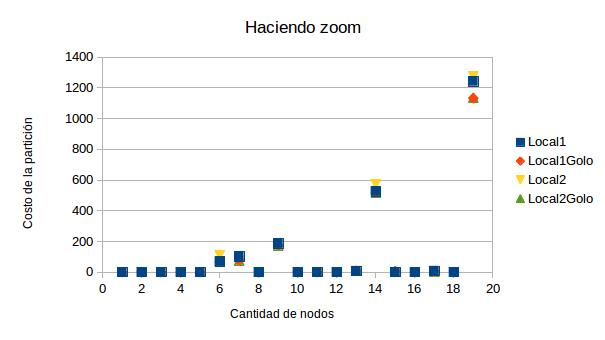 Haciendo zoom
1400
1200
1000
800
600
400
200
0
0 2 4 6 8 10 12 14 16 18 20
Costo de la partición
Cantidad de nodos
Local1
Local1Golo
Local2
Local2Golo